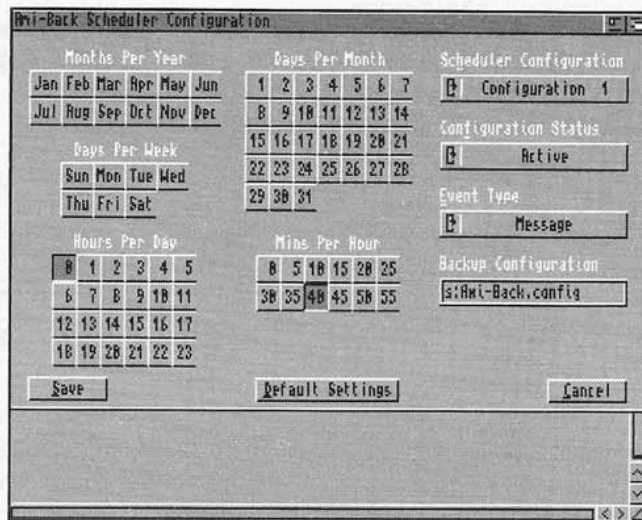 Ami-Back Scheduler Configuration
Months Per Year
Jan Feb Mar Apr May Jun
Jul Aug Sep Oct Nov Dec
Days Per Week
Sun Mon Tue Wed
Thu Fri Sat
Hours Per Day
0 1 2 3 4 5
6 7 8 9 10 11
12 13 14 15 16 17
18 19 20 21 22 23
Days Per Month
1 2 3 4 5 6 7
8 9 10 11 12 13 14
15 16 17 18 19 20 21
22 23 24 25 26 27 28
29 30 31
Mins Per Hour
0 5 10 15 20 25
30 35 40 45 50 55
Scheduler Configuration
Configuration 1
Configuration Status
Active
Event Type
Message
Backup Configuration
s:Ami-Back.config
Save
Default Settings
Cancel